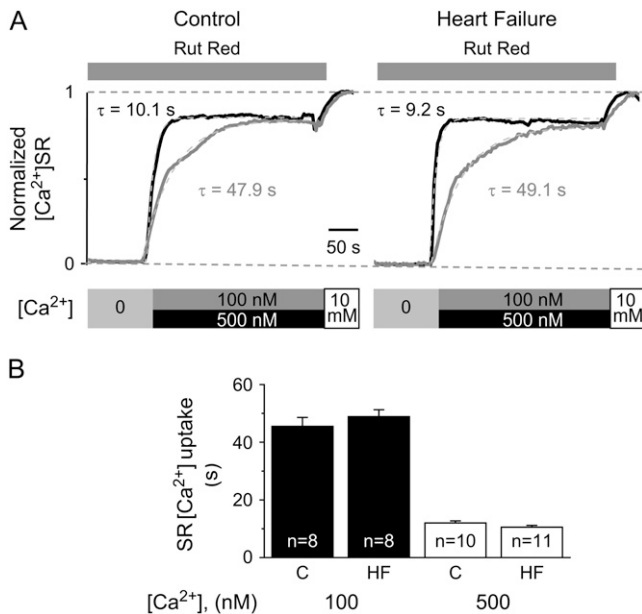 A
Control
Heart Failure
Rut Red
Rut Red
Normalized
[Ca²⁺]SR
1
0
τ = 10.1 s
τ = 47.9 s
τ = 9.2 s
τ = 49.1 s
50 s
[Ca²⁺]
0
100 nM
500 nM
10
mM
0
100 nM
500 nM
10
mM
B
SR [Ca²⁺] uptake
(s)
60
40
20
0
n=8
n=8
n=10
n=11
C
HF
C
HF
[Ca²⁺], (nM)
100
500